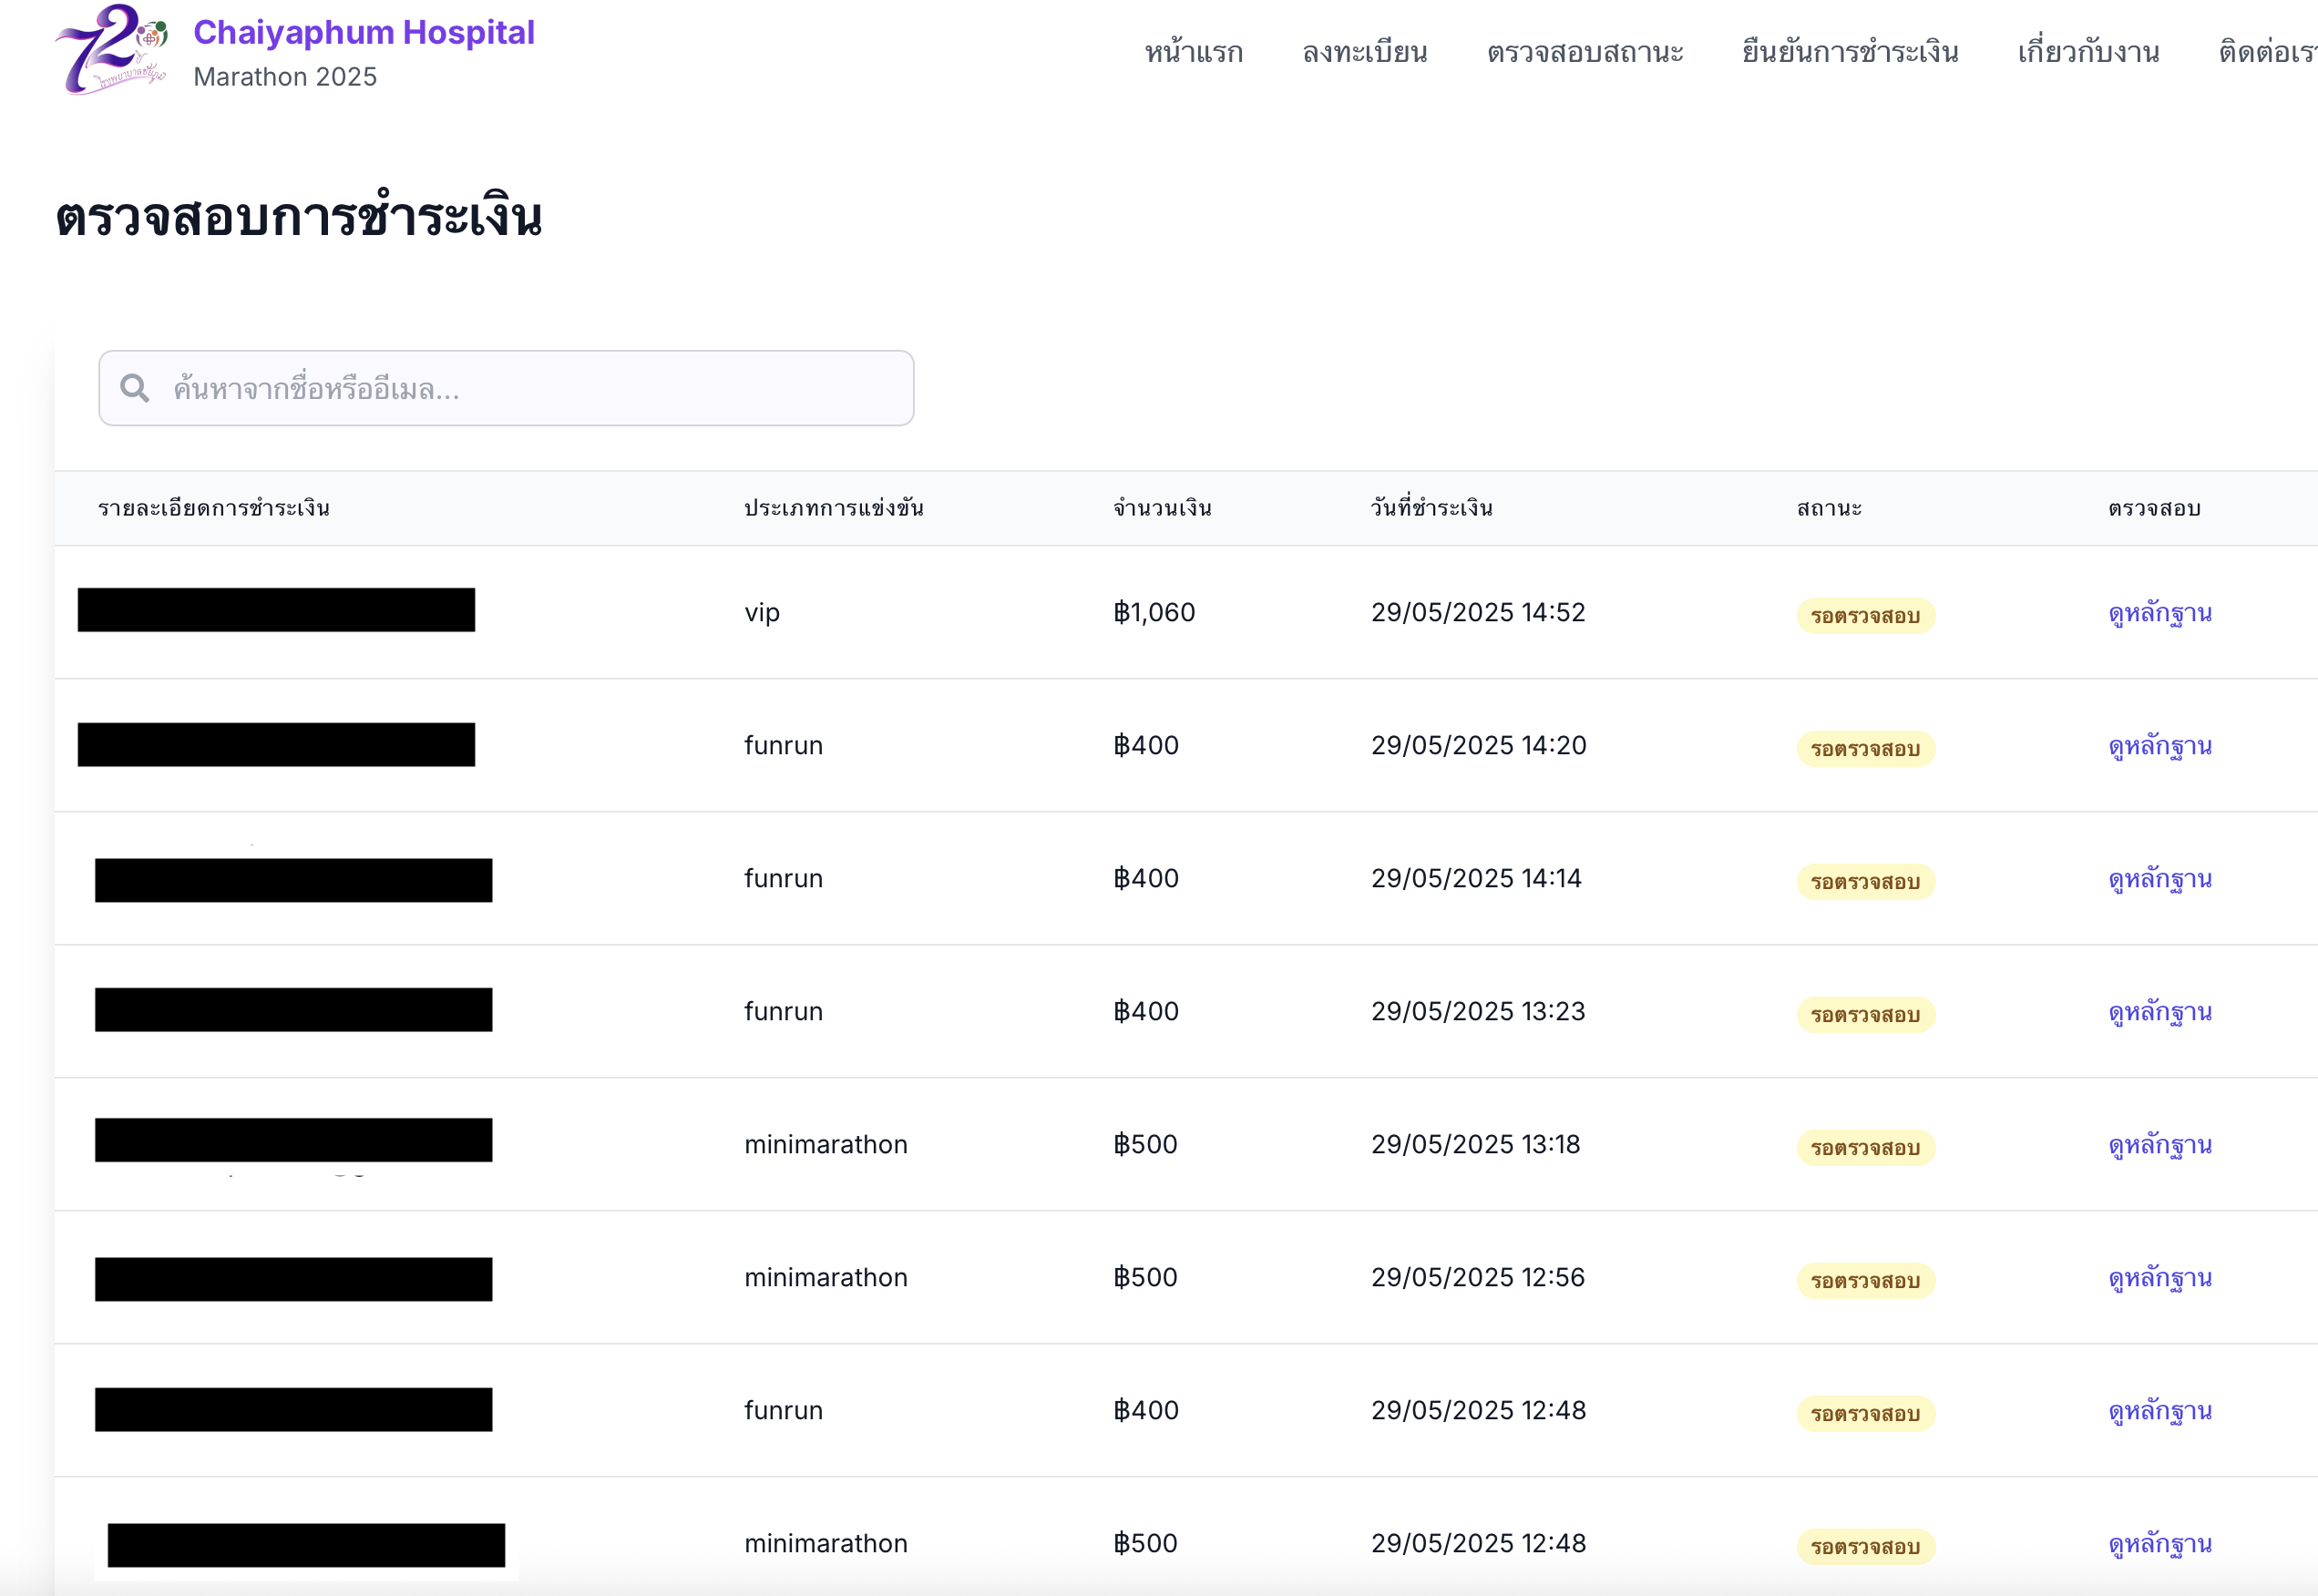 72
ปี
โรงพยาบาลชัยภูมิ
Chaiyaphum Hospital
Marathon 2025
หน้าแรก ลงทะเบียน ตรวจสอบสถานะ ยืนยันการชำระเงิน เกี่ยวกับงาน ติดต่อเรา
ตรวจสอบการชำระเงิน
ค้นหาจากชื่อหรืออีเมล...
รายละเอียดการชำระเงิน ประเภทการแข่งขัน จำนวนเงิน วันที่ชำระเงิน สถานะ ตรวจสอบ
vip ฿1,060 29/05/2025 14:52 รอตรวจสอบ ดูหลักฐาน
funrun ฿400 29/05/2025 14:20 รอตรวจสอบ ดูหลักฐาน
funrun ฿400 29/05/2025 14:14 รอตรวจสอบ ดูหลักฐาน
funrun ฿400 29/05/2025 13:23 รอตรวจสอบ ดูหลักฐาน
minimarathon ฿500 29/05/2025 13:18 รอตรวจสอบ ดูหลักฐาน
minimarathon ฿500 29/05/2025 12:56 รอตรวจสอบ ดูหลักฐาน
funrun ฿400 29/05/2025 12:48 รอตรวจสอบ ดูหลักฐาน
minimarathon ฿500 29/05/2025 12:48 รอตรวจสอบ ดูหลักฐาน